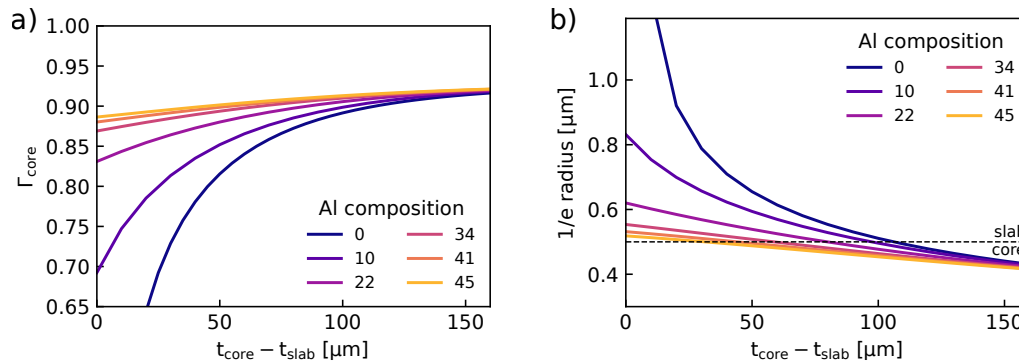 a)
1.00
0.95
0.90
0.85
0.80
0.75
0.70
0.65
Γcore
Al composition
0 34
10 41
22 45
0 50 100 150
tcore − tslab [μm]
b)
1.0
0.8
0.6
0.4
1/e radius [μm]
Al composition
0 34
10 41
22 45
slab
core
0 50 100 150
tcore − tslab [μm]